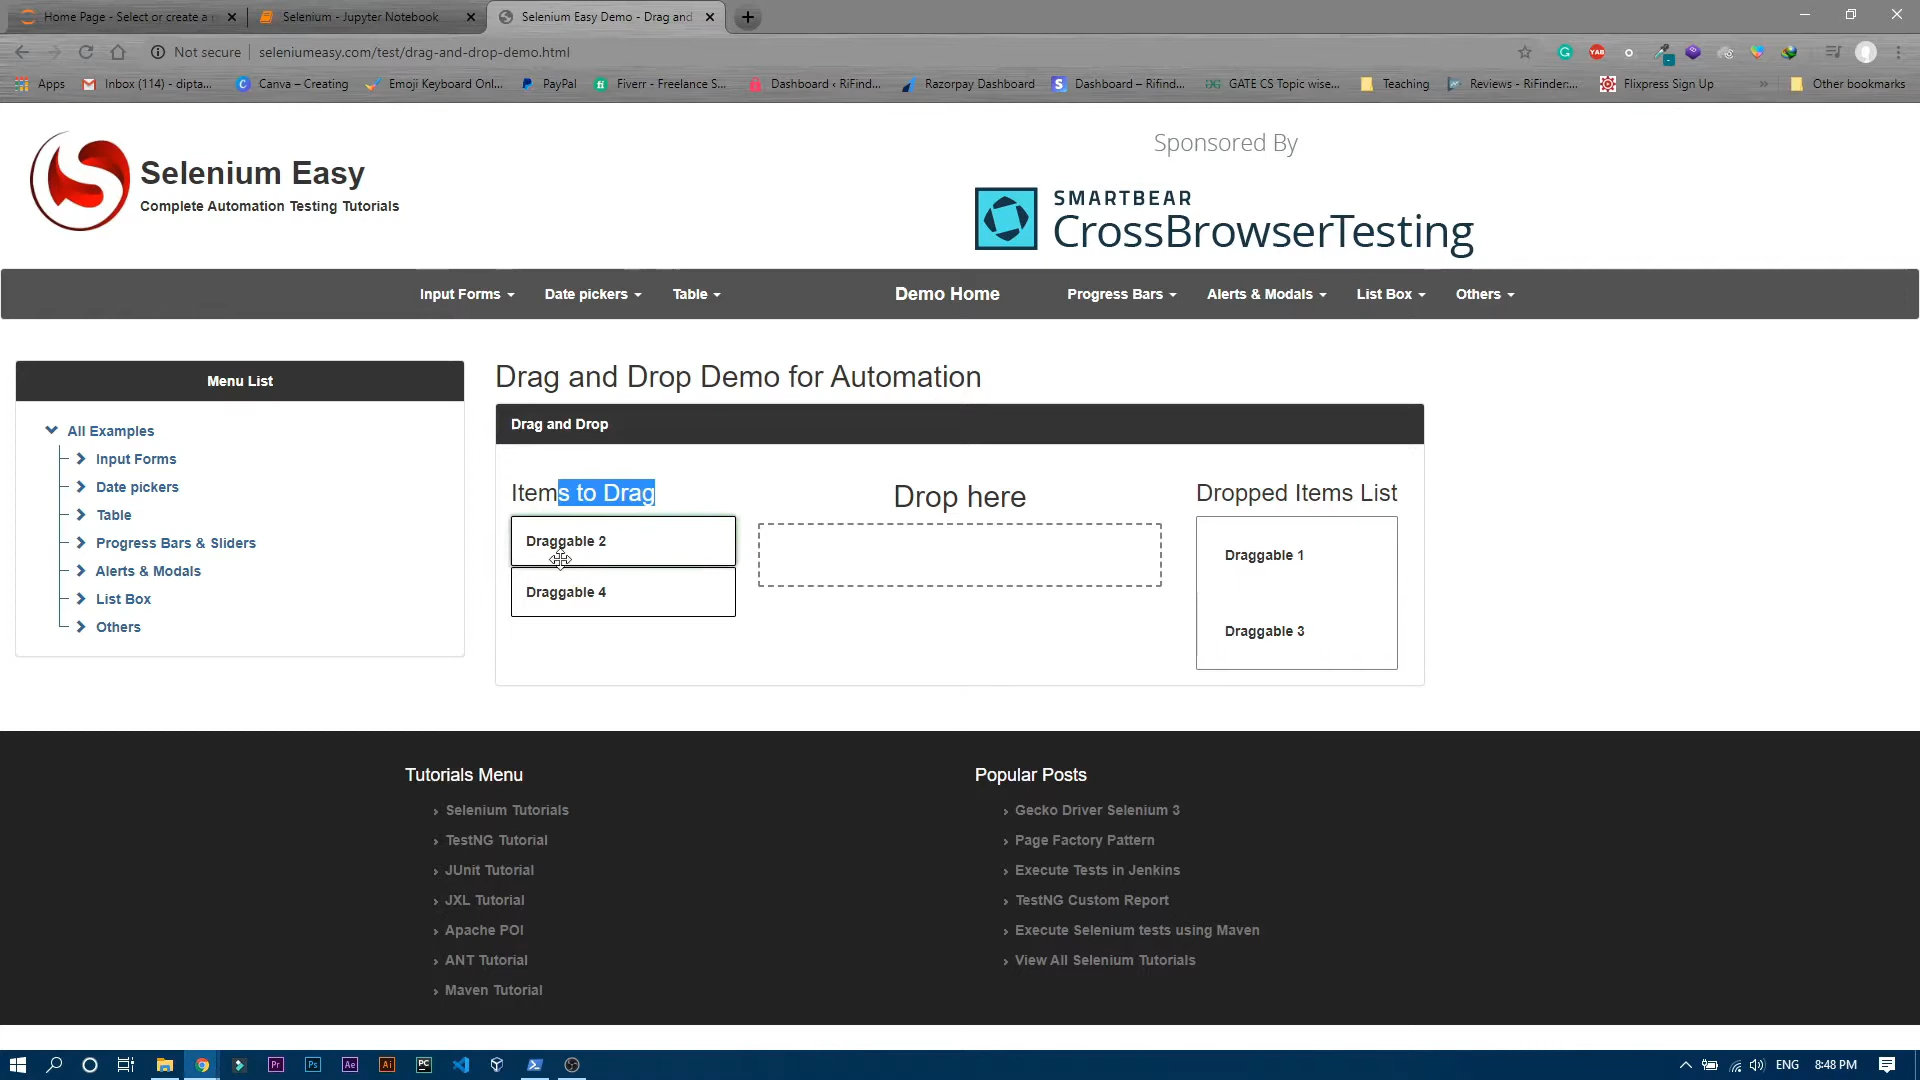 Home Page - Select or create a
Selenium - Jupyter Notebook
Selenium Easy Demo - Drag and
Not secure
seleniumeasy.com/test/drag-and-drop-demo.html
Apps
Inbox (114) - dipta...
Canva – Creating
Emoji Keyboard Onl...
PayPal
Fiverr - Freelance S...
Dashboard ‹ RiFind...
Razorpay Dashboard
Dashboard – Rifind...
GATE CS Topic wise...
Teaching
Reviews - RiFinder:...
Flixpress Sign Up
»
Other bookmarks
Selenium Easy
Complete Automation Testing Tutorials
Sponsored By
SMARTBEAR
CrossBrowserTesting
Input Forms
Date pickers
Table
Demo Home
Progress Bars
Alerts & Modals
List Box
Others
Menu List
All Examples
Input Forms
Date pickers
Table
Progress Bars & Sliders
Alerts & Modals
List Box
Others
Drag and Drop Demo for Automation
Drag and Drop
Items to Drag
Draggable 2
Draggable 4
Drop here
Dropped Items List
Draggable 1
Draggable 3
Tutorials Menu
Selenium Tutorials
TestNG Tutorial
JUnit Tutorial
JXL Tutorial
Apache POI
ANT Tutorial
Maven Tutorial
Popular Posts
Gecko Driver Selenium 3
Page Factory Pattern
Execute Tests in Jenkins
TestNG Custom Report
Execute Selenium tests using Maven
View All Selenium Tutorials
Pr
Ps
Ae
Ai
PC
ENG
8:48 PM